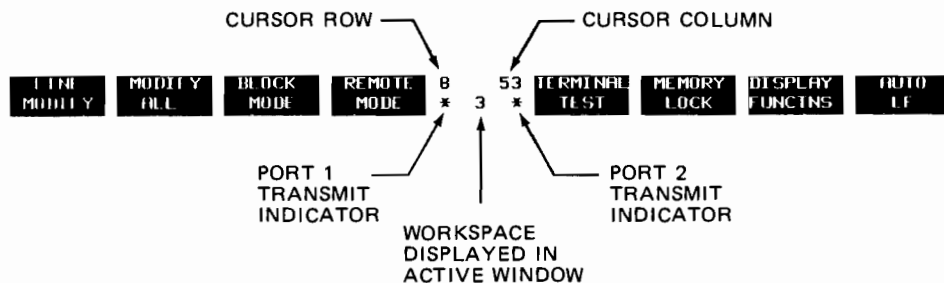 CURSOR ROW
CURSOR COLUMN
LINE MODIFY
MODIFY ALL
BLOCK MODE
REMOTE MODE
8 53
* 3 *
TERMINAL TEST
MEMORY LOCK
DISPLAY FUNCTNS
AUTO LF
PORT 1
TRANSMIT
INDICATOR
PORT 2
TRANSMIT
INDICATOR
WORKSPACE
DISPLAYED IN
ACTIVE WINDOW